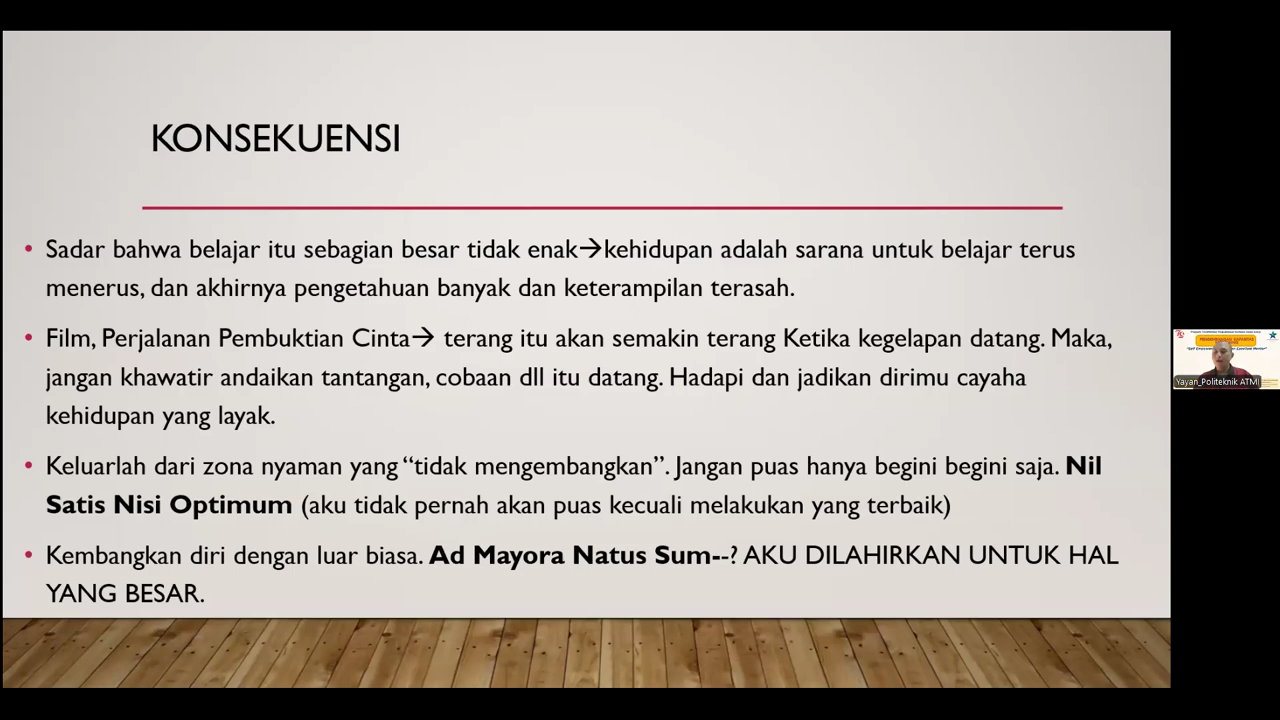 KONSEKUENSI
• Sadar bahwa belajar itu sebagian besar tidak enak→kehidupan adalah sarana untuk belajar terus
menerus, dan akhirnya pengetahuan banyak dan keterampilan terasah.
• Film, Perjalanan Pembuktian Cinta→ terang itu akan semakin terang Ketika kegelapan datang. Maka,
jangan khawatir andaikan tantangan, cobaan dll itu datang. Hadapi dan jadikan dirimu cayaha
kehidupan yang layak.
• Keluarlah dari zona nyaman yang “tidak mengembangkan”. Jangan puas hanya begini begini saja. Nil
Satis Nisi Optimum (aku tidak pernah akan puas kecuali melakukan yang terbaik)
• Kembangkan diri dengan luar biasa. Ad Mayora Natus Sum--? AKU DILAHIRKAN UNTUK HAL
YANG BESAR.
Yayan_Politeknik ATMI